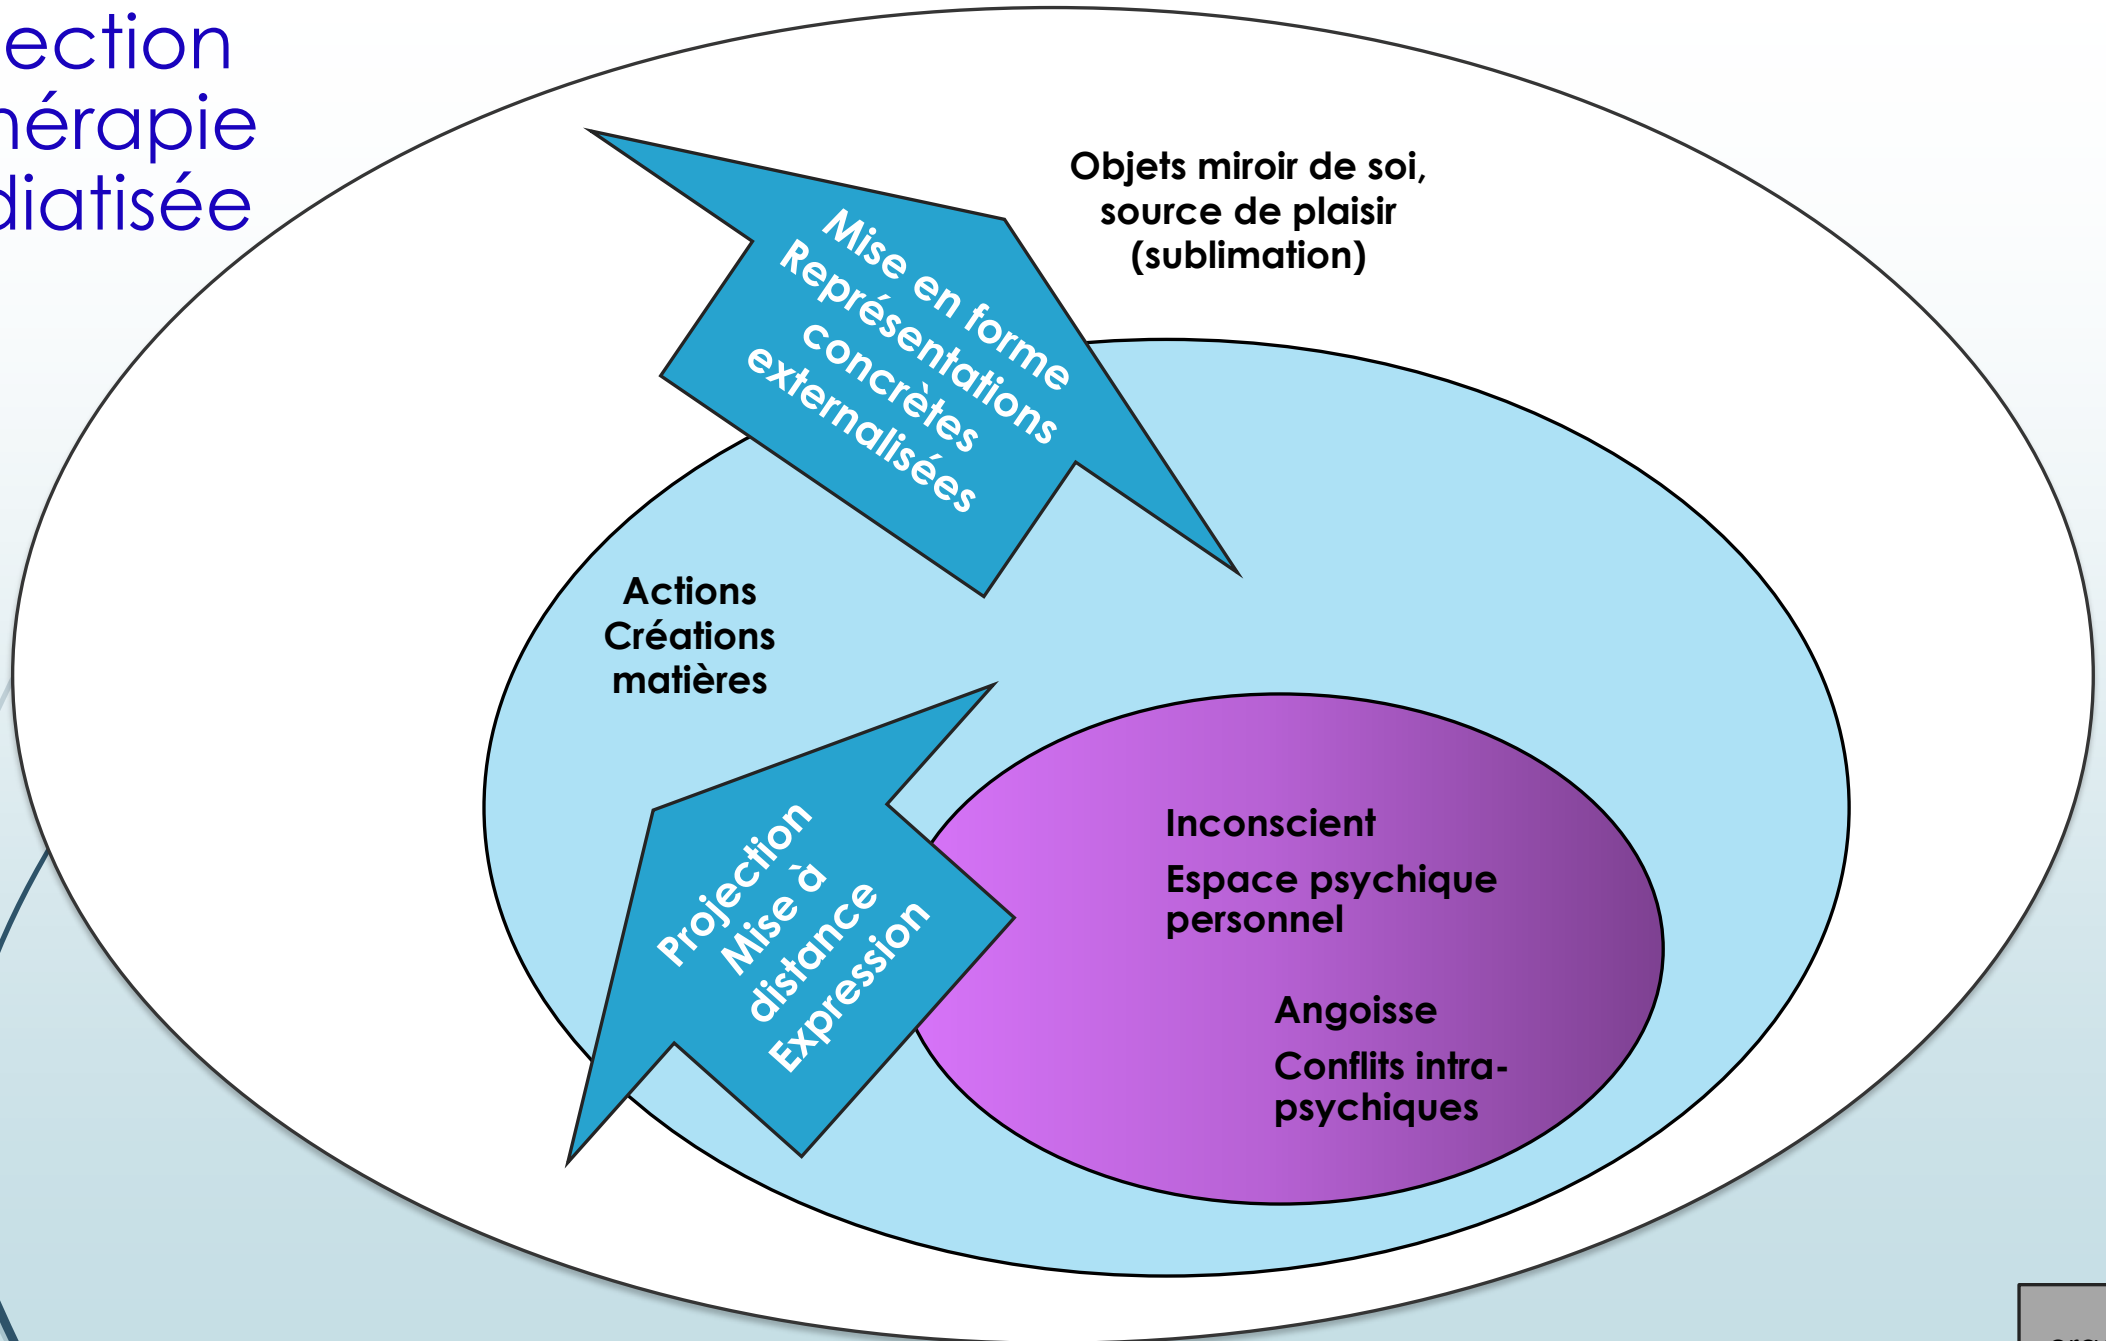 ection
hérapie
diatisée
Objets miroir de soi,
source de plaisir
(sublimation)
Mise en forme
Représentations
concrètes
externalisées
Actions
Créations
matières
Projection
Mise à
distance
Expression
Inconscient
Espace psychique
personnel
Angoisse
Conflits intra-
psychiques